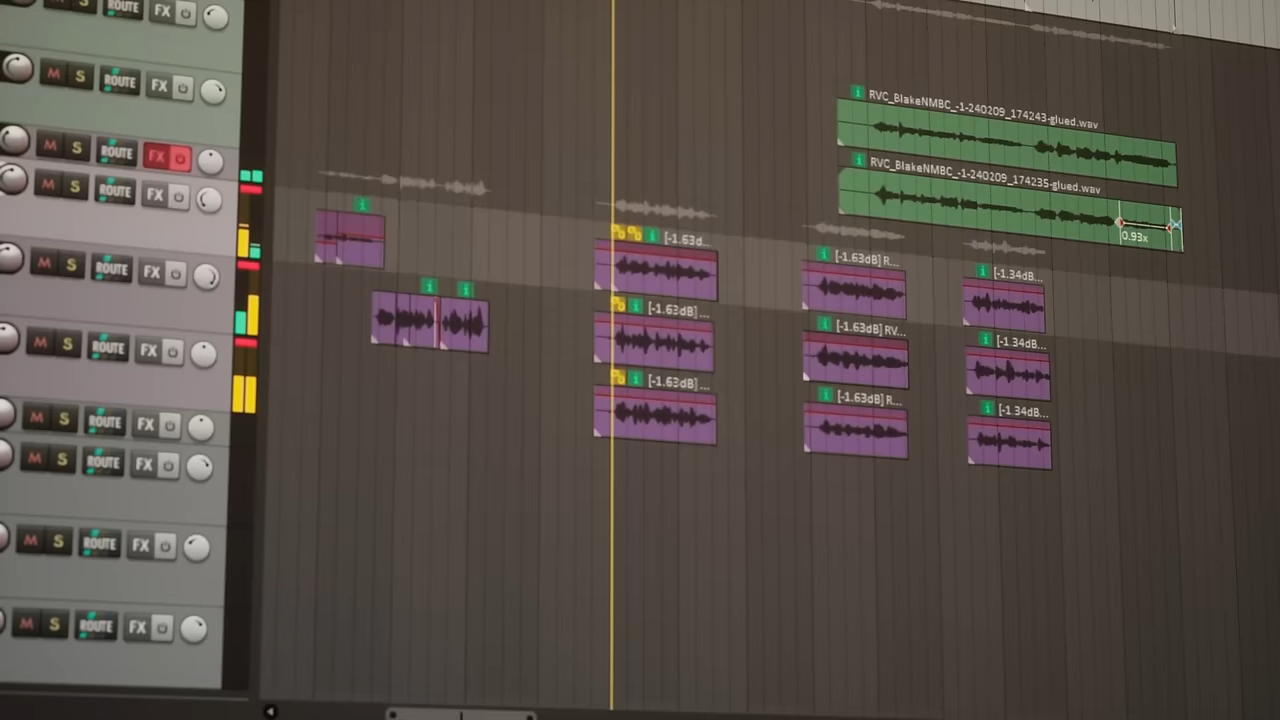 S ROUTE FX
M S ROUTE FX
M S ROUTE FX
M S ROUTE FX
M S ROUTE FX
M S ROUTE FX
M S ROUTE FX
M S ROUTE FX
M S ROUTE FX
M S ROUTE FX
RVC_BlakeNMBC_-1-240209_174243-glued.wav
RVC_BlakeNMBC_-1-240209_174235-glued.wav
0.93x
[-1.63d...
[-1.63dB] R...
[-1.34dB...
[-1.63dB] ...
[-1.63dB] RV...
[-1.34dB...
[-1.63dB] ...
[-1.63dB] R...
[-1.34dB...